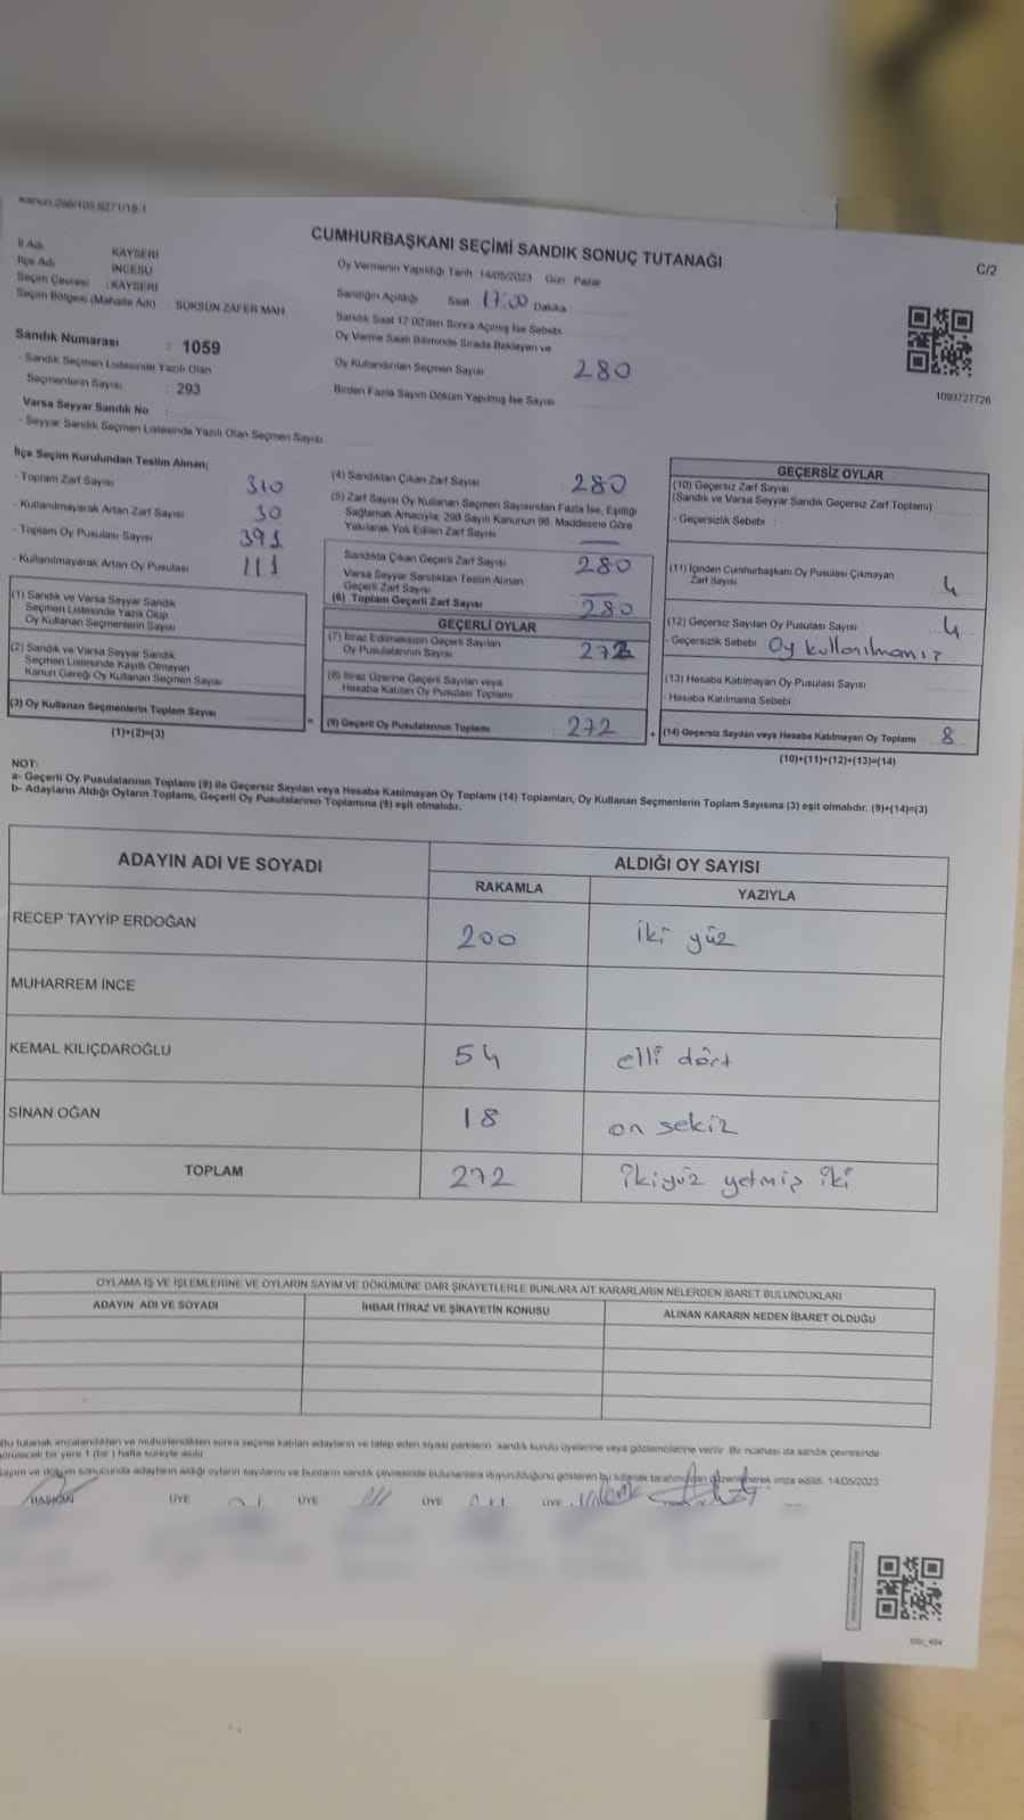 CUMHURBAŞKANI SEÇİMİ SANDIK SONUÇ TUTANAĞI
C/2
İl Adı KAYSERİ
İlçe Adı İNCESU
Seçim Çevresi : KAYSERİ
Seçim Bölgesi (Mahalle Adı) SUKSUN ZAFER MAH
Oy Vermenin Yapıldığı Tarih 14/05/2023 Gün Pazar
Sandığın Açıldığı Saat 17:00 Dakika
Sandık Saat 17.00'den Sonra Açılmış İse Sebebi
Oy Verme Saati Bitiminde Sırada Bekleyen ve
Oy Kullandırılan Seçmen Sayısı 280
Birden Fazla Sayım Döküm Yapılmış İse Sayısı
1093727726
Sandık Numarası : 1059
- Sandık Seçmen Listesinde Yazılı Olan
Seçmenlerin Sayısı : 293
Varsa Seyyar Sandık No
- Seyyar Sandık Seçmen Listesinde Yazılı Olan Seçmen Sayısı
İlçe Seçim Kurulundan Teslim Alınan;
- Toplam Zarf Sayısı 310
- Kullanılmayarak Artan Zarf Sayısı 30
- Toplam Oy Pusulası Sayısı 391
- Kullanılmayarak Artan Oy Pusulası 111
(1) Sandık ve Varsa Seyyar Sandık
Seçmen Listesinde Yazılı Olup
Oy Kullanan Seçmenlerin Sayısı
(2) Sandık ve Varsa Seyyar Sandık
Seçmen Listesinde Kayıtlı Olmayan
Kanun Gereği Oy Kullanan Seçmen Sayısı
(3) Oy Kullanan Seçmenlerin Toplam Sayısı
(1)+(2)=(3)
(4) Sandıktan Çıkan Zarf Sayısı 280
(5) Zarf Sayısı Oy Kullanan Seçmen Sayısından Fazla İse, Eşitliği
Sağlamak Amacıyla; 298 Sayılı Kanunun 98. Maddesine Göre
Yakılarak Yok Edilen Zarf Sayısı —
Sandıkta Çıkan Geçerli Zarf Sayısı 280
Varsa Seyyar Sandıktan Teslim Alınan
Geçerli Zarf Sayısı —
(6) Toplam Geçerli Zarf Sayısı 280
GEÇERLİ OYLAR
(7) İtiraz Edilmeksizin Geçerli Sayılan
Oy Pusulalarının Sayısı 272
(8) İtiraz Üzerine Geçerli Sayılan veya
Hesaba Katılan Oy Pusulası Toplamı
= (9) Geçerli Oy Pusulalarının Toplamı 272
GEÇERSİZ OYLAR
(10) Geçersiz Zarf Sayısı
(Sandık ve Varsa Seyyar Sandık Geçersiz Zarf Toplamı)
- Geçersizlik Sebebi :
(11) İçinden Cumhurbaşkanı Oy Pusulası Çıkmayan
Zarf Sayısı 4
(12) Geçersiz Sayılan Oy Pusulası Sayısı 4
- Geçersizlik Sebebi Oy kullanılmamış
(13) Hesaba Katılmayan Oy Pusulası Sayısı
- Hesaba Katılmama Sebebi
+ (14) Geçersiz Sayılan veya Hesaba Katılmayan Oy Toplamı 8
(10)+(11)+(12)+(13)=(14)
NOT:
a- Geçerli Oy Pusulalarının Toplamı (9) ile Geçersiz Sayılan veya Hesaba Katılmayan Oy Toplamı (14) Toplamları, Oy Kullanan Seçmenlerin Toplam Sayısına (3) eşit olmalıdır. (9)+(14)=(3)
b- Adayların Aldığı Oyların Toplamı, Geçerli Oy Pusulalarının Toplamına (9) eşit olmalıdır.
ADAYIN ADI VE SOYADI ALDIĞI OY SAYISI
RAKAMLA YAZIYLA
RECEP TAYYİP ERDOĞAN 200 iki yüz
MUHARREM İNCE
KEMAL KILIÇDAROĞLU 54 elli dört
SİNAN OĞAN 18 on sekiz
TOPLAM 272 ikiyüz yetmiş iki
OYLAMA İŞ VE İŞLEMLERİNE VE OYLARIN SAYIM VE DÖKÜMÜNE DAİR ŞİKAYETLERLE BUNLARA AİT KARARLARIN NELERDEN İBARET BULUNDUKLARI
ADAYIN ADI VE SOYADI İHBAR İTİRAZ VE ŞİKAYETİN KONUSU ALINAN KARARIN NEDEN İBARET OLDUĞU
Bu tutanak imzalandıktan ve mühürlendikten sonra seçime katılan adayların ve talep eden siyasi partilerin sandık kurulu üyelerine veya gözlemcilerine verilir. Bir nüshası da sandık çevresinde
görülecek bir yere 1 (bir) hafta süreyle asılır.
Sayım ve döküm sonucunda adayların aldığı oyların sayılarını ve bunların sandık çevresinde bulunanlara duyurulduğunu gösteren bu tutanak tarafımızdan düzenlenerek imza edildi. 14/05/2023
BAŞKAN ÜYE ÜYE ÜYE ÜYE